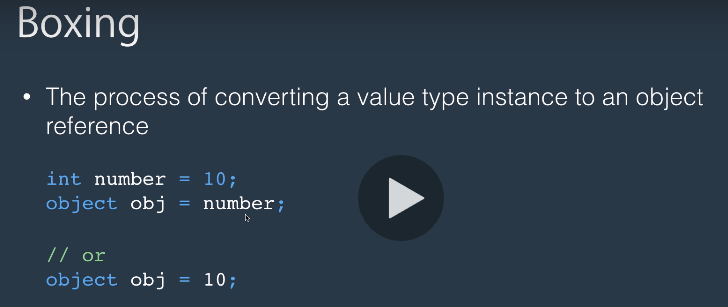 Boxing
• The process of converting a value type instance to an object
reference
int number = 10;
object obj = number;
// or
object obj = 10;